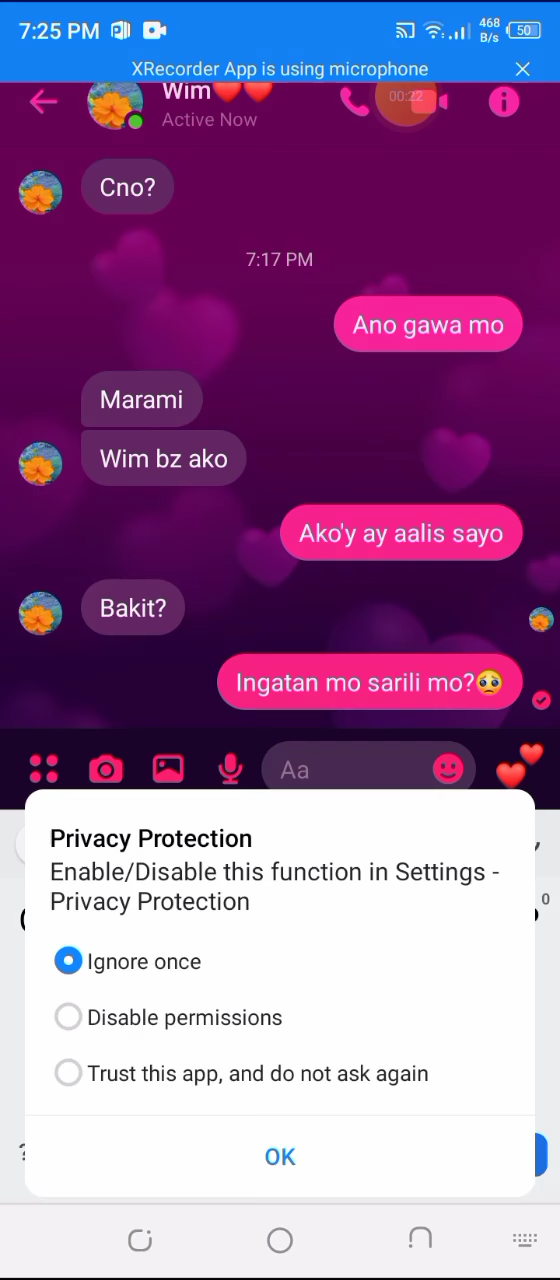 7:25 PM
468 B/s
50
XRecorder App is using microphone
Wim
00:22
Active Now
Cno?
7:17 PM
Ano gawa mo
Marami
Wim bz ako
Ako'y ay aalis sayo
Bakit?
Ingatan mo sarili mo?🥺
Aa
Privacy Protection
Enable/Disable this function in Settings -
Privacy Protection
0
Ignore once
Disable permissions
Trust this app, and do not ask again
OK